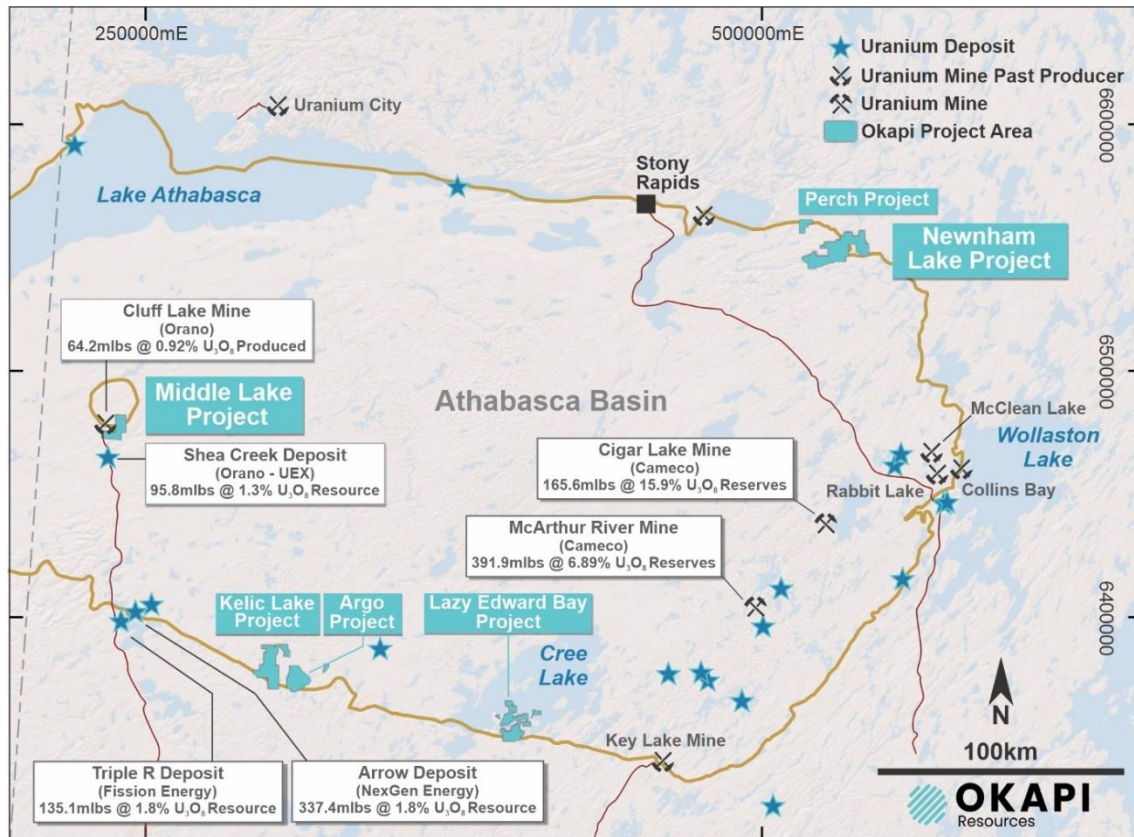 250000mE
500000mE
Uranium Deposit
Uranium Mine Past Producer
Uranium Mine
Okapi Project Area
Uranium City
6600000
Lake Athabasca
Stony
Rapids
Perch Project
Newnham
Lake Project
Cluff Lake Mine
(Orano)
64.2mlbs @ 0.92% U₃O₈ Produced
6500000
Middle Lake
Project
Athabasca Basin
McClean Lake
Wollaston
Lake
Shea Creek Deposit
(Orano - UEX)
95.8mlbs @ 1.3% U₃O₈ Resource
Cigar Lake Mine
(Cameco)
165.6mlbs @ 15.9% U₃O₈ Reserves
Rabbit Lake
Collins Bay
McArthur River Mine
(Cameco)
391.9mlbs @ 6.89% U₃O₈ Reserves
Kelic Lake
Project
Argo
Project
Lazy Edward Bay
Project
6400000
Cree
Lake
N
Key Lake Mine
100km
Triple R Deposit
(Fission Energy)
135.1mlbs @ 1.8% U₃O₈ Resource
Arrow Deposit
(NexGen Energy)
337.4mlbs @ 1.8% U₃O₈ Resource
OKAPI
Resources